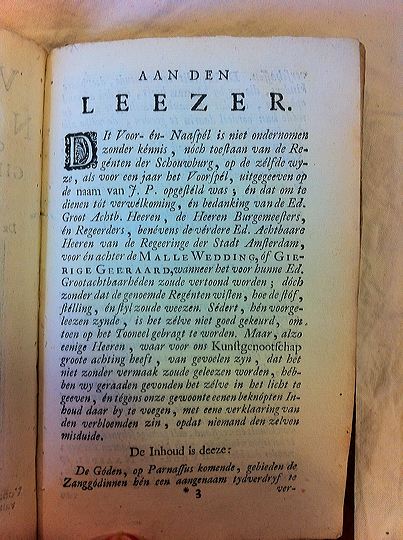 AAN DEN
LEEZER.
DIt Voor- én- Naaspél is niet ondernomen
zonder kénnis, nóch toestaan van de Re-
génten der Schouwburg, op de zélfde wy-
ze, als voor een jaar het Voorspél, uitgegeeven op
de naam van J. P. opgestéld was; én dat om te
dienen tót verwélkoming, én bedanking van de Ed.
Groot Achtb. Heeren, de Heeren Burgemeesters,
én Regeerders, benévens de vérdere Ed. Achtbaare
Heeren van de Regeeringe der Stadt Amsterdam,
voor én achter de MALLE WEDDING, óf GIE-
RIGE GEERAARD, wanneer het voor hunne Ed.
Grootachtbaarhéden zoude vertoond worden; dóch
zonder dat de genoemde Regénten wisten, hoe de stóf,
stélling, én styl zoude weezen. Sédert, hén voorge-
leezen zynde, is het zélve niet goed gekeurd, om
toen op het Tooneel gebragt te worden. Maar, alzo
eenige Heeren, waar voor ons Kunstgenootschap
groote achting heeft, van gevoelen zyn, dat hét
niet zonder vermaak zoude geleezen worden, héb-
ben wy geraaden gevonden hét zélve in het licht te
geeven, én tégens onze gewoonte eenen beknópten In-
houd daar by te voegen, mét eene verklaaring van
den verbloemden zin, opdat niemand den zelven
misduide.
De Inhoud is deeze:
De Góden, op Parnassus komende, gebieden de
Zanggódinnen hén een aangenaam tydverdryf te
* 3 ver-